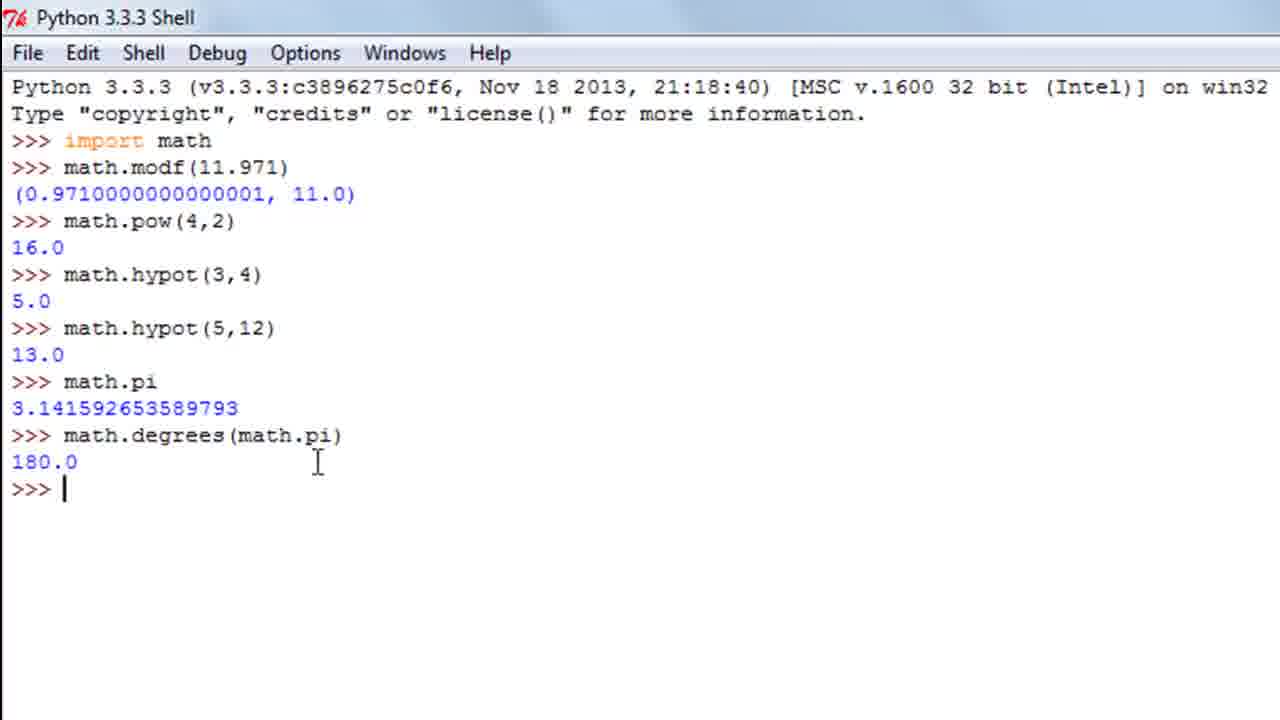 Python 3.3.3 Shell
File Edit Shell Debug Options Windows Help
Python 3.3.3 (v3.3.3:c3896275c0f6, Nov 18 2013, 21:18:40) [MSC v.1600 32 bit (Intel)] on win32
Type "copyright", "credits" or "license()" for more information.
>>> import math
>>> math.modf(11.971)
(0.9710000000000001, 11.0)
>>> math.pow(4,2)
16.0
>>> math.hypot(3,4)
5.0
>>> math.hypot(5,12)
13.0
>>> math.pi
3.141592653589793
>>> math.degrees(math.pi)
180.0
>>>